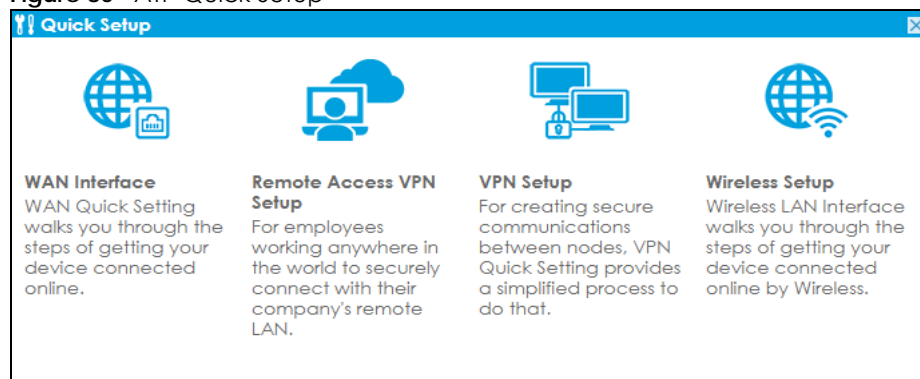 Quick Setup
WAN Interface
WAN Quick Setting
walks you through the
steps of getting your
device connected
online.
Remote Access VPN
Setup
For employees
working anywhere in
the world to securely
connect with their
company's remote
LAN.
VPN Setup
For creating secure
communications
between nodes, VPN
Quick Setting provides
a simplified process to
do that.
Wireless Setup
Wireless LAN Interface
walks you through the
steps of getting your
device connected
online by Wireless.